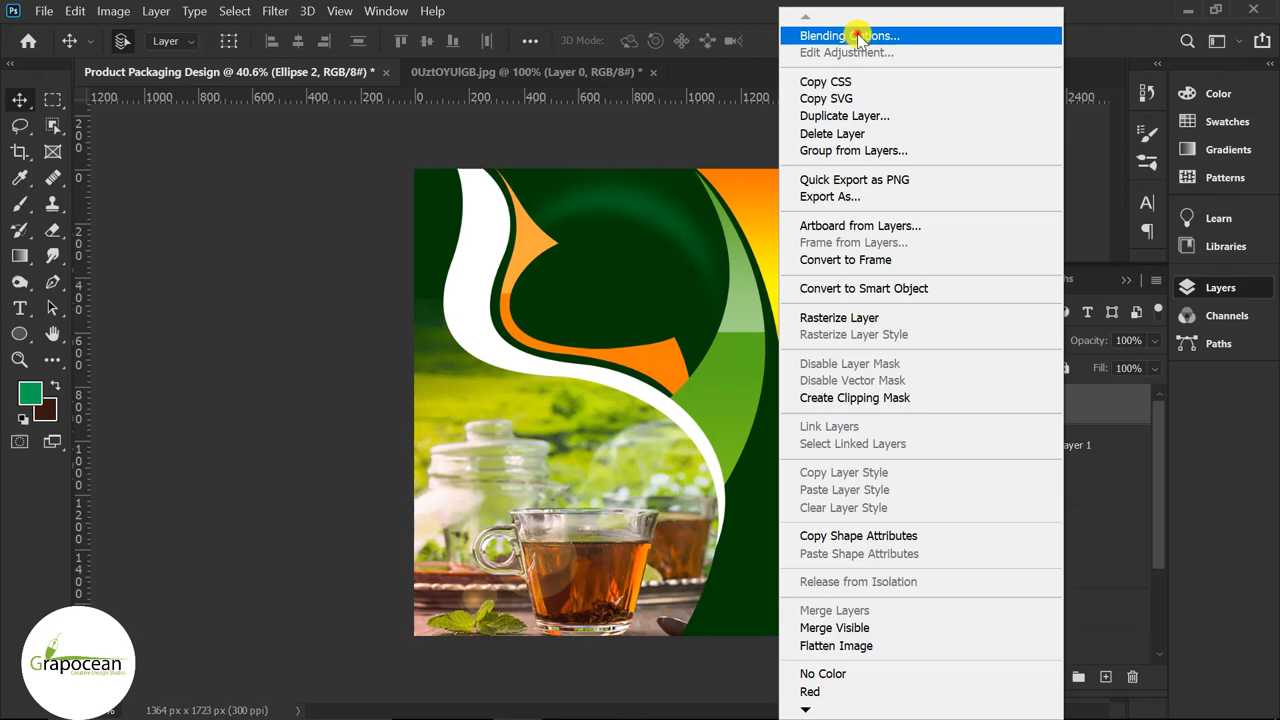 File Edit Image Layer Type Select Filter 3D View Window Help
Layer
3D Mode:
Product Packaging Design @ 40.6% (Ellipse 2, RGB/8#) *
0UztOYUlGB.jpg @ 100% (Layer 0, RGB/8#) *
1200 1000 800 600 400 200 0 200 400 600 800 1000 1200 2400
Blending Options...
Edit Adjustment...
Copy CSS
Copy SVG
Duplicate Layer...
Delete Layer
Group from Layers...
Quick Export as PNG
Export As...
Artboard from Layers...
Frame from Layers...
Convert to Frame
Convert to Smart Object
Rasterize Layer
Rasterize Layer Style
Disable Layer Mask
Disable Vector Mask
Create Clipping Mask
Link Layers
Select Linked Layers
Copy Layer Style
Paste Layer Style
Clear Layer Style
Copy Shape Attributes
Paste Shape Attributes
Release from Isolation
Merge Layers
Merge Visible
Flatten Image
No Color
Red
Opacity: 100%
Fill: 100%
ayer 1
Color
Swatches
Gradients
Patterns
Learn
Libraries
Layers
Channels
Paths
Grapocean
Creative Design Studio
1364 px x 1723 px (300 ppi)